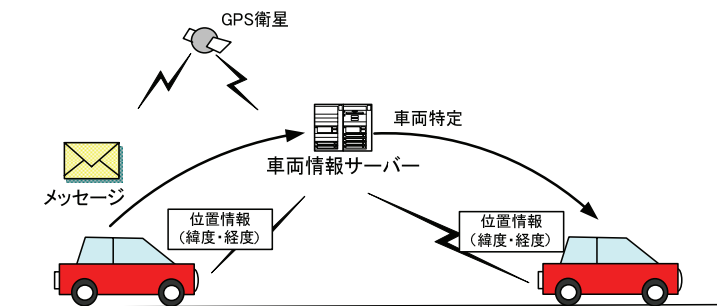 GPS衛星
車両特定
車両情報サーバー
メッセージ
位置情報
（緯度・経度）
位置情報
（緯度・経度）